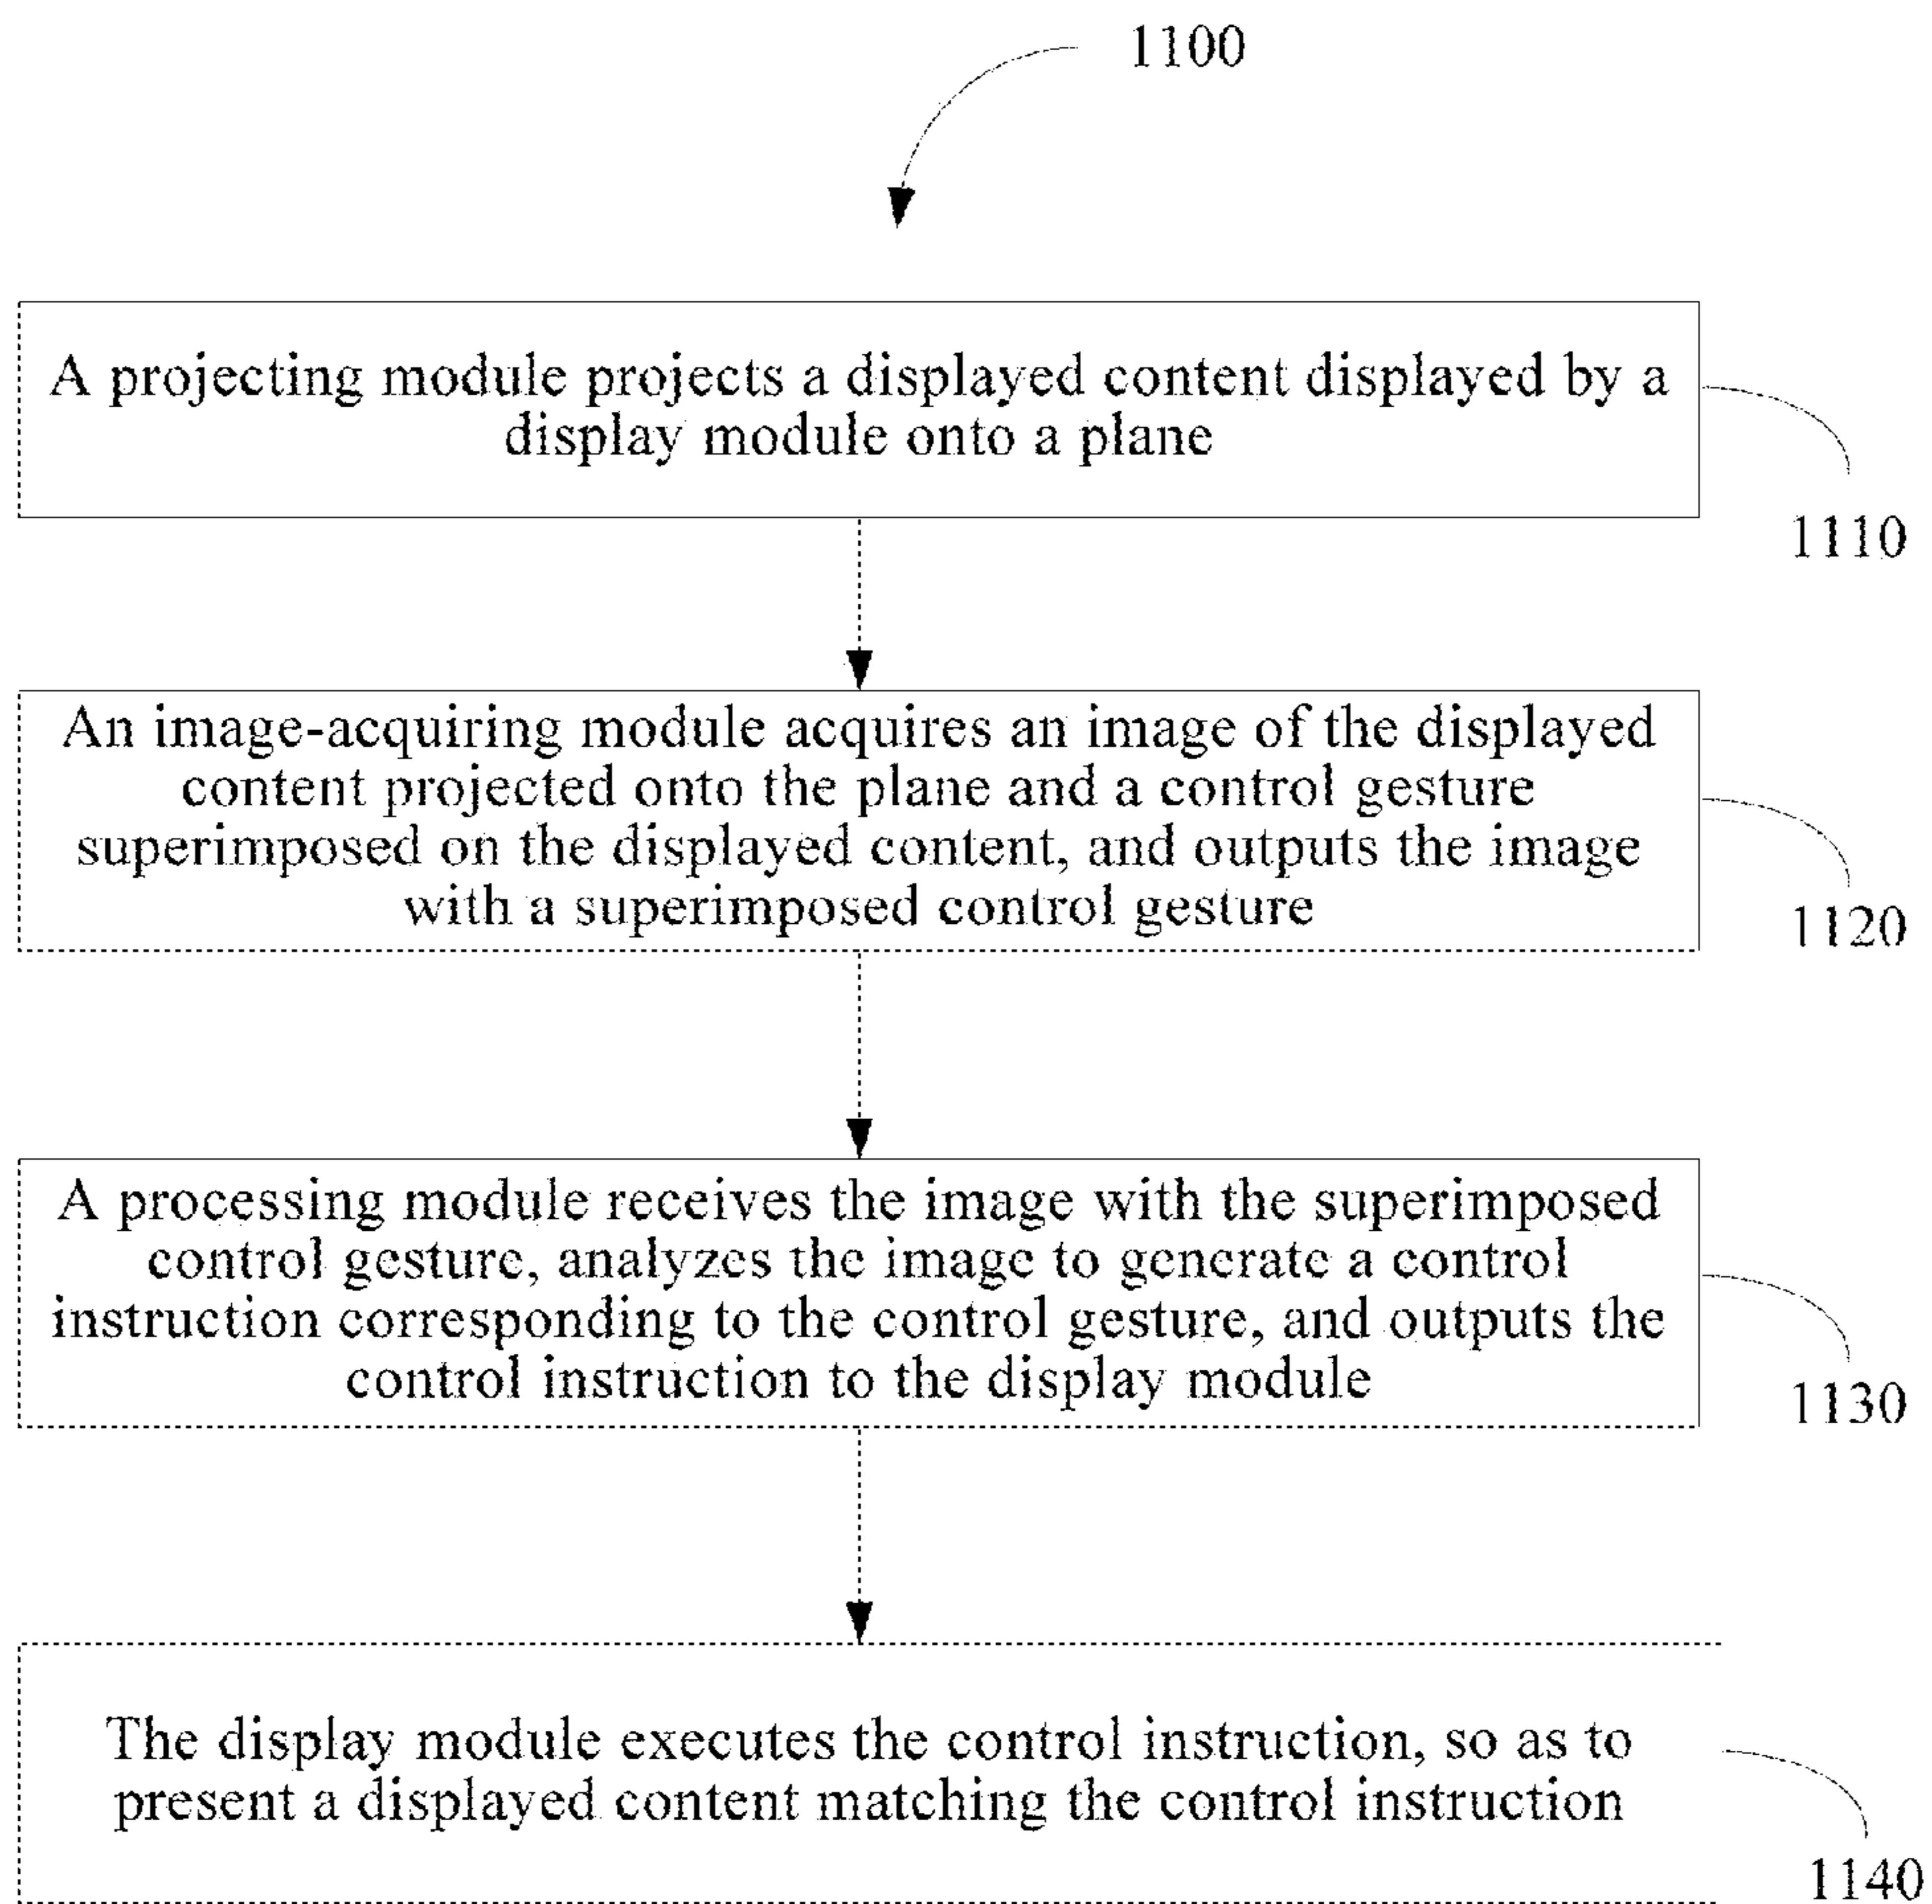 1100
A projecting module projects a displayed content displayed by a
display module onto a plane
1110
An image-acquiring module acquires an image of the displayed
content projected onto the plane and a control gesture
superimposed on the displayed content, and outputs the image
with a superimposed control gesture
1120
A processing module receives the image with the superimposed
control gesture, analyzes the image to generate a control
instruction corresponding to the control gesture, and outputs the
control instruction to the display module
1130
The display module executes the control instruction, so as to
present a displayed content matching the control instruction
1140